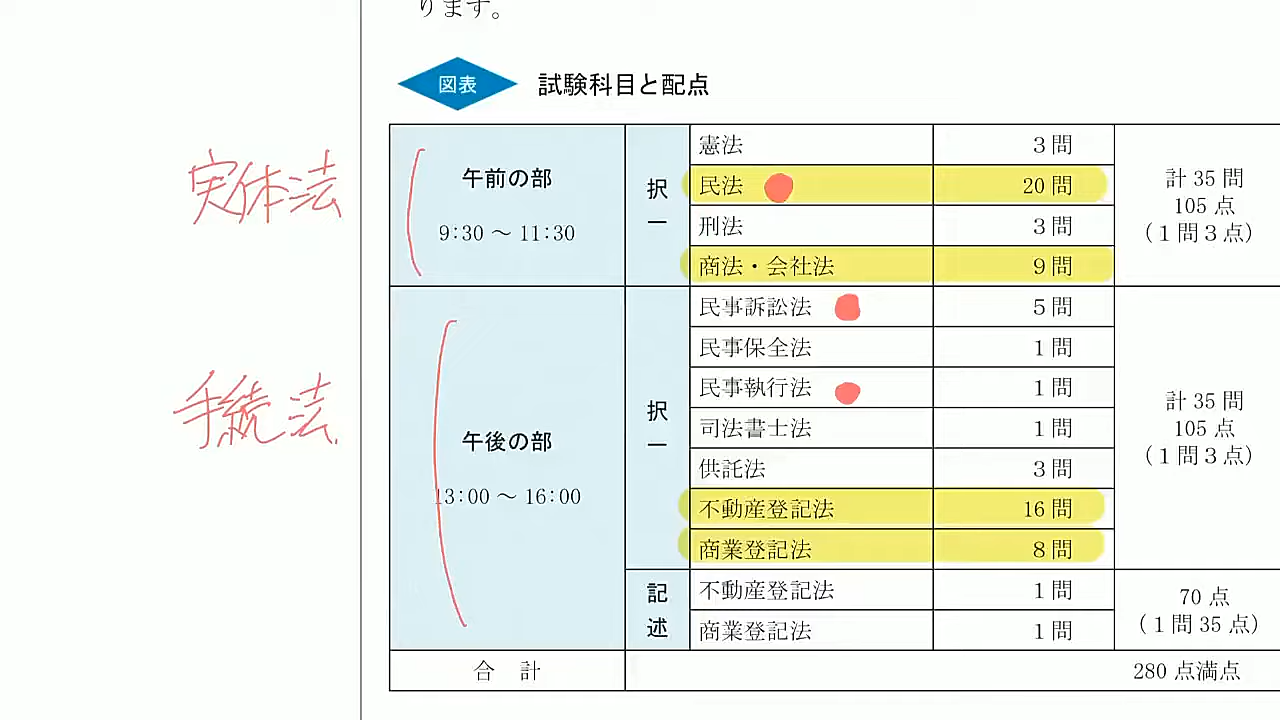 ります。
図表 試験科目と配点
実体法
手続法
午前の部
9:30 ～ 11:30
択一
憲法 3問
民法 20問
刑法 3問
商法・会社法 9問
計35問
105点
（1問3点）
午後の部
13:00 ～ 16:00
択一
民事訴訟法 5問
民事保全法 1問
民事執行法 1問
司法書士法 1問
供託法 3問
不動産登記法 16問
商業登記法 8問
計35問
105点
（1問3点）
記述
不動産登記法 1問
商業登記法 1問
70点
（1問35点）
合計 280点満点